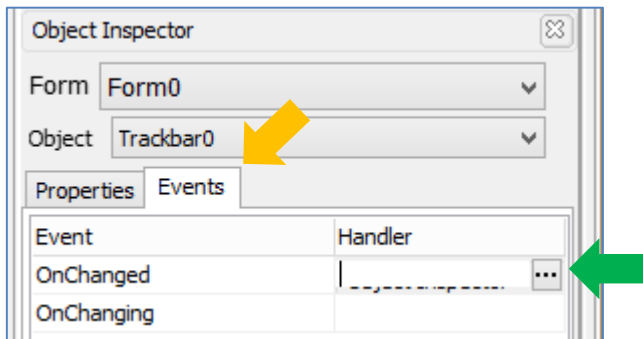 Object Inspector
Form Form0
Object Trackbar0
Properties Events
Event Handler
OnChanged ...
OnChanging